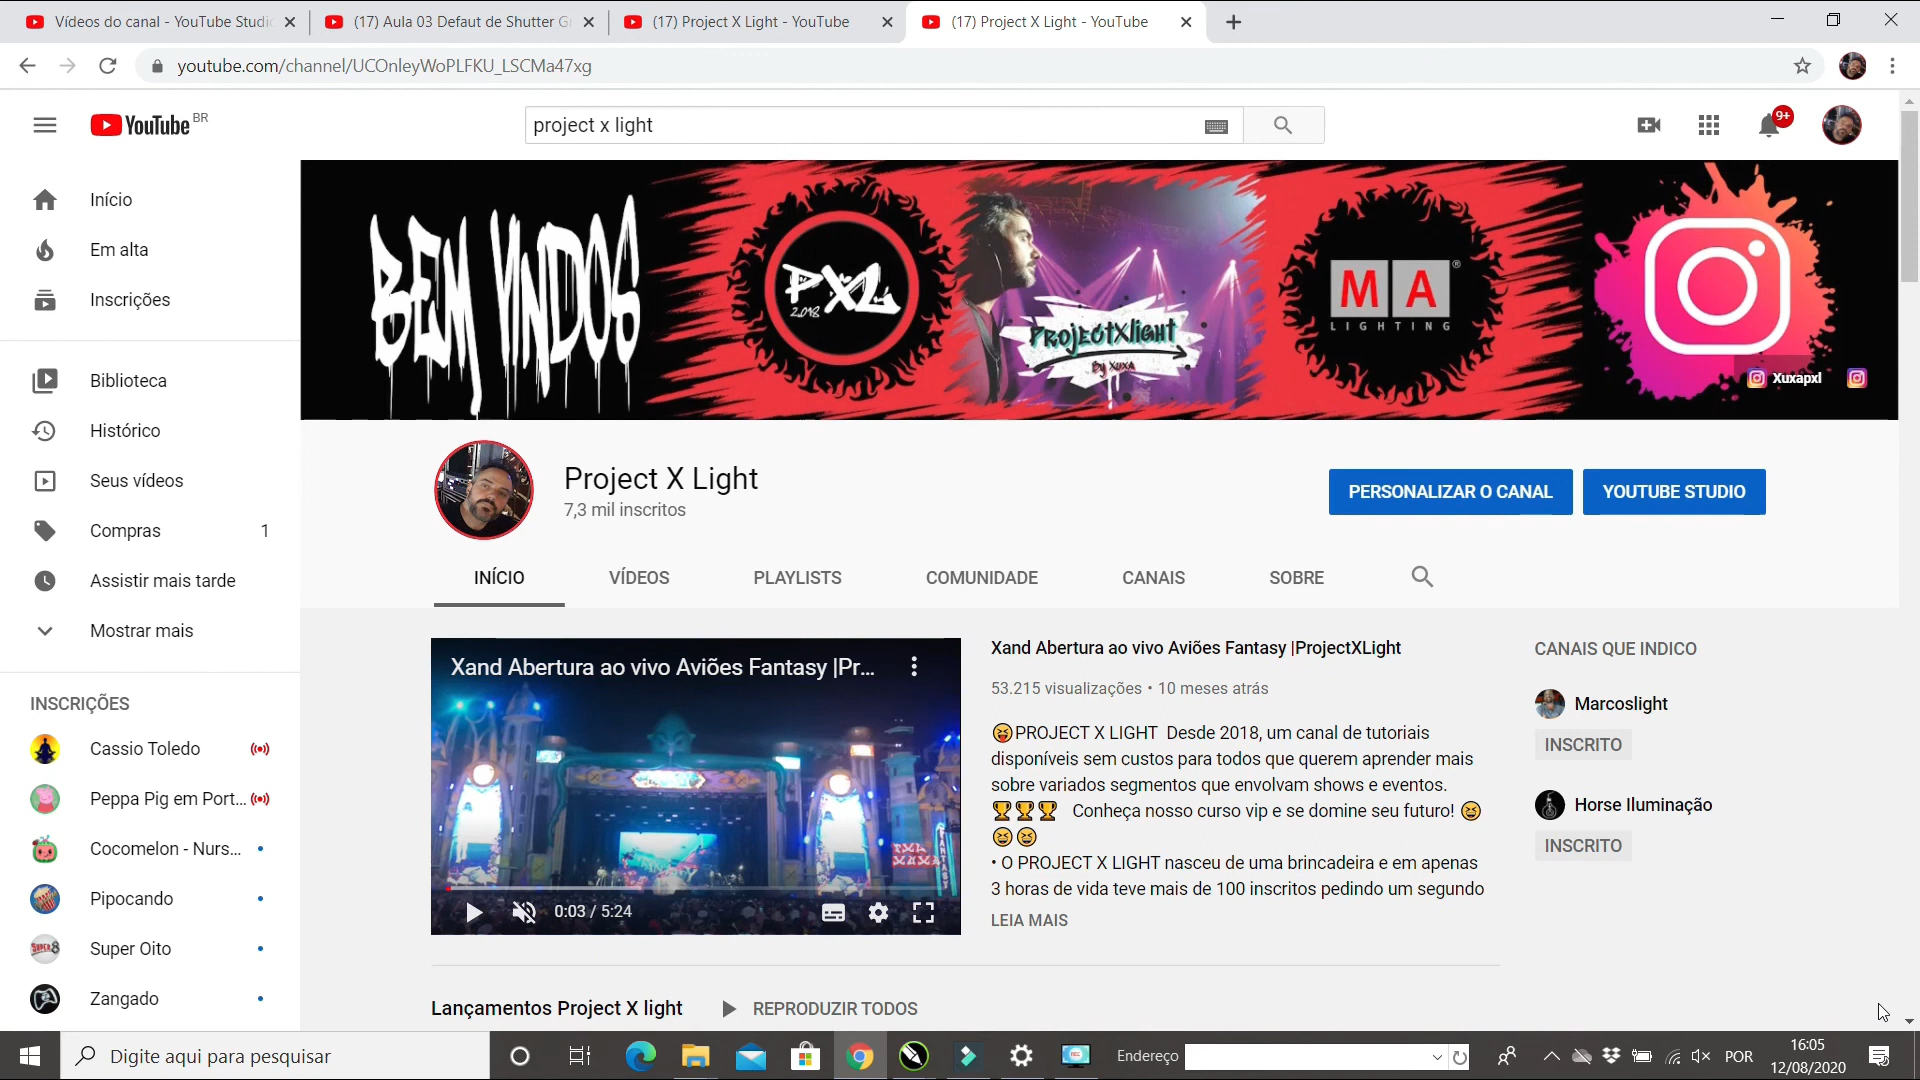 Vídeos do canal - YouTube Studi
(17) Aula 03 Defaut de Shutter G
(17) Project X Light - YouTube
(17) Project X Light - YouTube
youtube.com/channel/UCOnleyWoPLFKU_LSCMa47xg
YouTube BR
project x light
9+
Início
Em alta
Inscrições
Biblioteca
Histórico
Seus vídeos
Compras 1
Assistir mais tarde
Mostrar mais
INSCRIÇÕES
Cassio Toledo
Peppa Pig em Port...
Cocomelon - Nurs...
Pipocando
Super Oito
Zangado
BEM VINDOS
PXL
2018
PROJECTXLIGHT
By XUXA
MA®
LIGHTING
Xuxapxl
Project X Light
7,3 mil inscritos
PERSONALIZAR O CANAL
YOUTUBE STUDIO
INÍCIO
VÍDEOS
PLAYLISTS
COMUNIDADE
CANAIS
SOBRE
Xand Abertura ao vivo Aviões Fantasy |Pr...
0:03 / 5:24
Xand Abertura ao vivo Aviões Fantasy |ProjectXLight
53.215 visualizações • 10 meses atrás
😝PROJECT X LIGHT Desde 2018, um canal de tutoriais
disponíveis sem custos para todos que querem aprender mais
sobre variados segmentos que envolvam shows e eventos.
🏆🏆🏆 Conheça nosso curso vip e se domine seu futuro! 😆
😆😆
• O PROJECT X LIGHT nasceu de uma brincadeira e em apenas
3 horas de vida teve mais de 100 inscritos pedindo um segundo
LEIA MAIS
CANAIS QUE INDICO
Marcoslight
INSCRITO
Horse Iluminação
INSCRITO
Lançamentos Project X light
REPRODUZIR TODOS
Digite aqui para pesquisar
Endereço
POR
16:05
12/08/2020